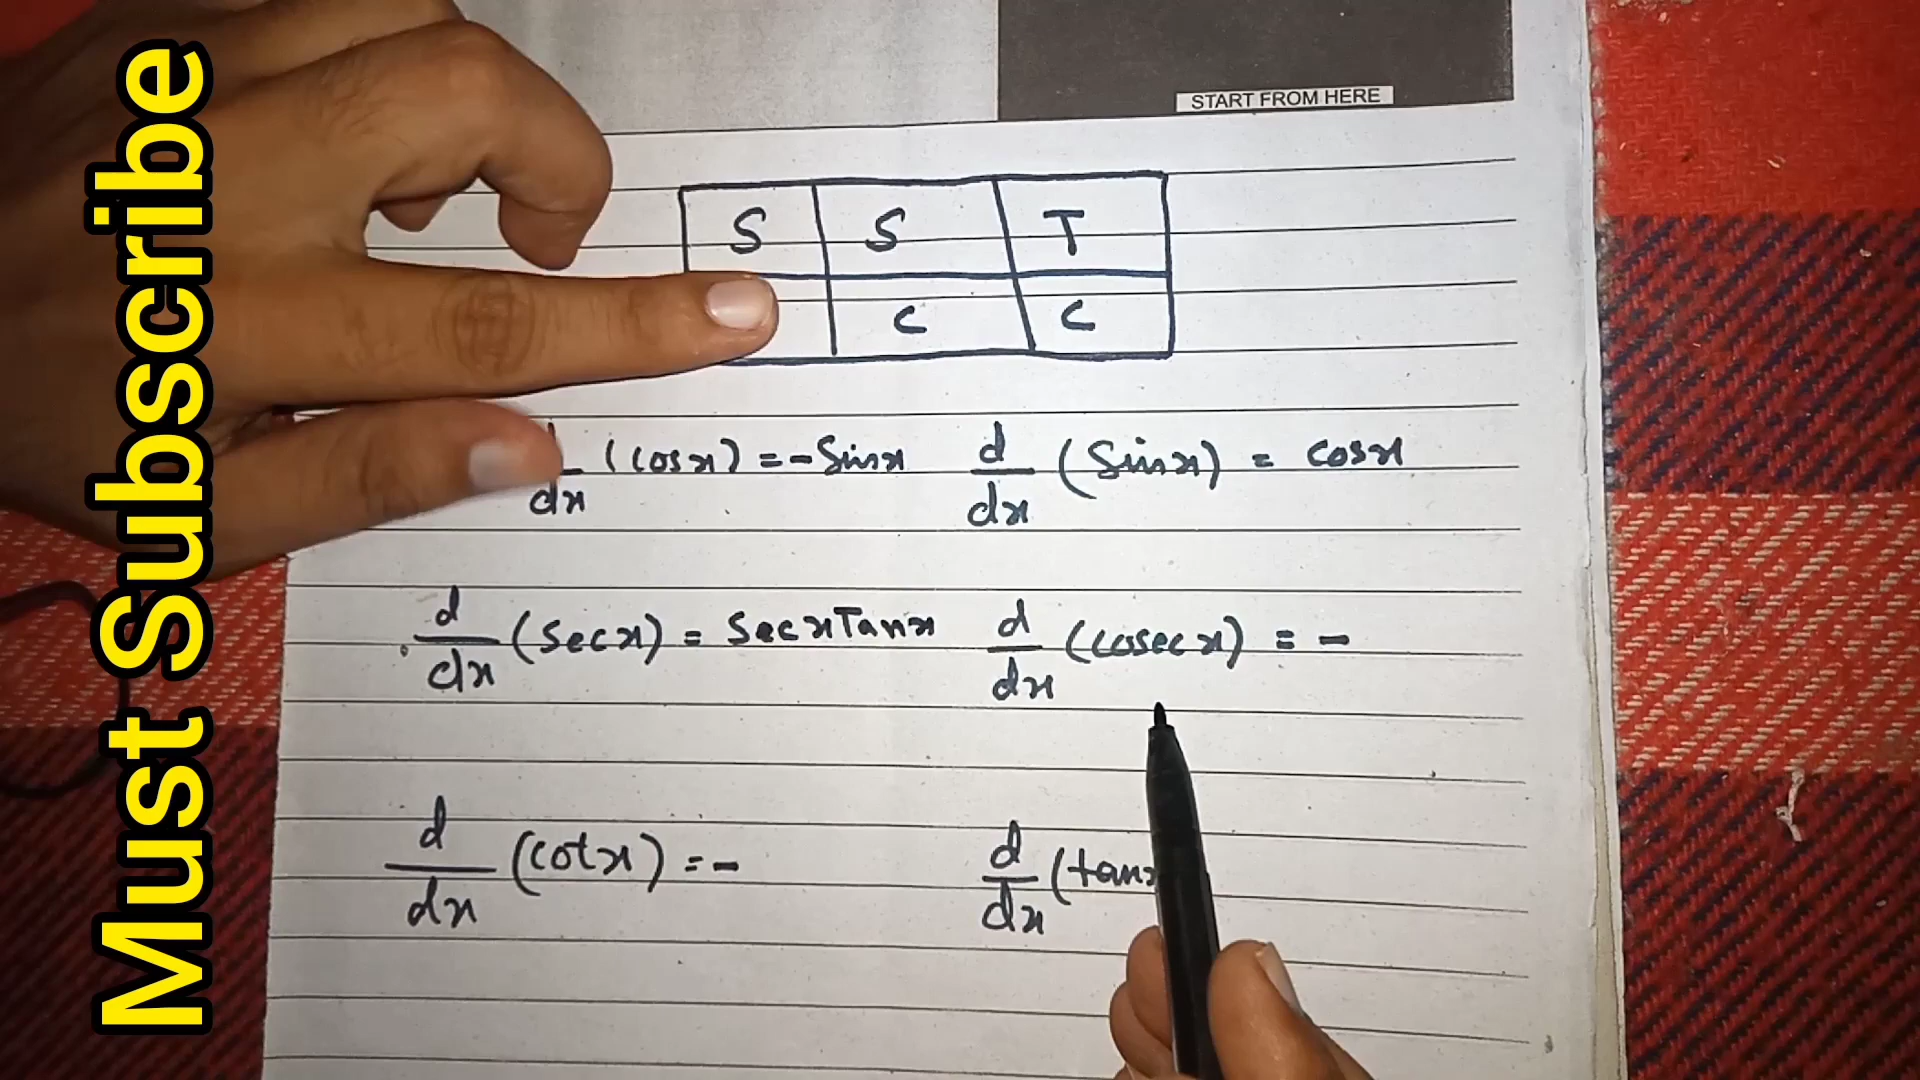 Must Subscribe
START FROM HERE
S S T
C C
d/dx (cosx) = -Sinx d/dx (Sinx) = cosx
d/dx (Secx) = SecxTanx d/dx (cosecx) = -
d/dx (cotx) = - d/dx (tanx